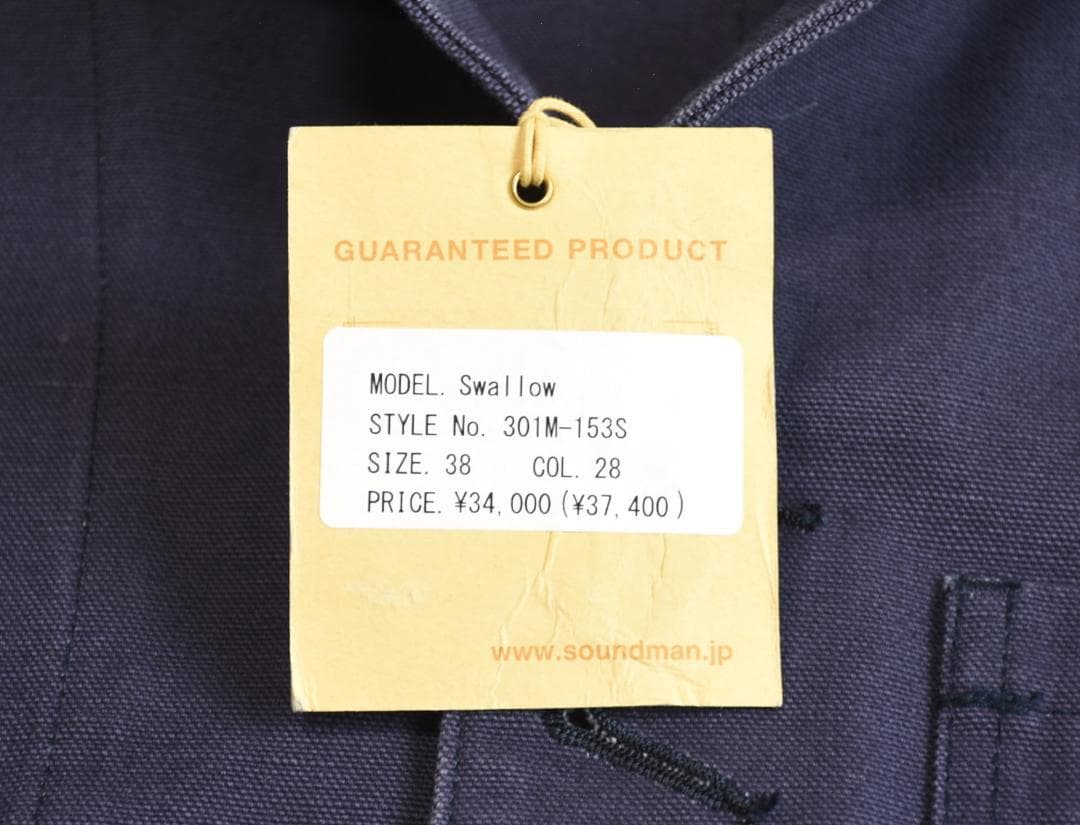 GUARANTEED PRODUCT
MODEL. Swallow
STYLE No. 301M-153S
SIZE. 38 COL. 28
PRICE. ¥34,000(¥37,400)
www.soundman.jp